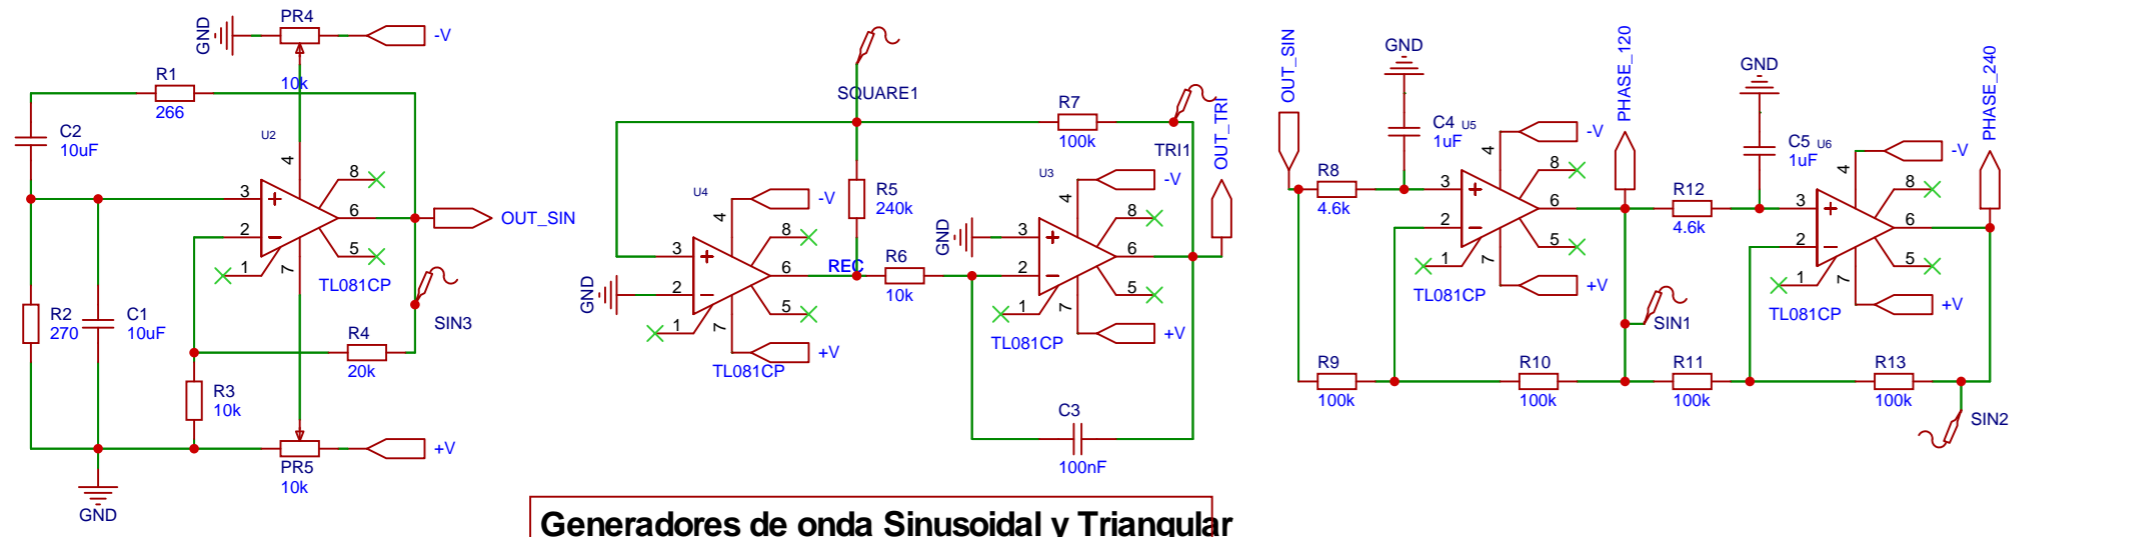 GND
PR4
-V
10k
R1
266
C2
10uF
U2
4
8
3
6
2
5
1
7
TL081CP
OUT_SIN
SIN3
R2
270
C1
10uF
R4
20k
R3
10k
PR5
10k
+V
GND
SQUARE1
R7
100k
TRI1
OUT_TRI
R5
240k
U4
-V
4
8
3
6
2
5
1
7
REC
GND
+V
TL081CP
R6
10k
GND
U3
-V
4
8
3
6
2
5
1
7
+V
TL081CP
C3
100nF
OUT_SIN
GND
C4
1uF
U5
-V
R8
4.6k
4
8
3
6
2
5
1
7
+V
TL081CP
PHASE_120
SIN1
R9
100k
R10
100k
GND
C5
1uF
U6
-V
R12
4.6k
4
8
3
6
2
5
1
7
+V
TL081CP
PHASE_240
R11
100k
R13
100k
SIN2
Generadores de onda Sinusoidal y Triangular